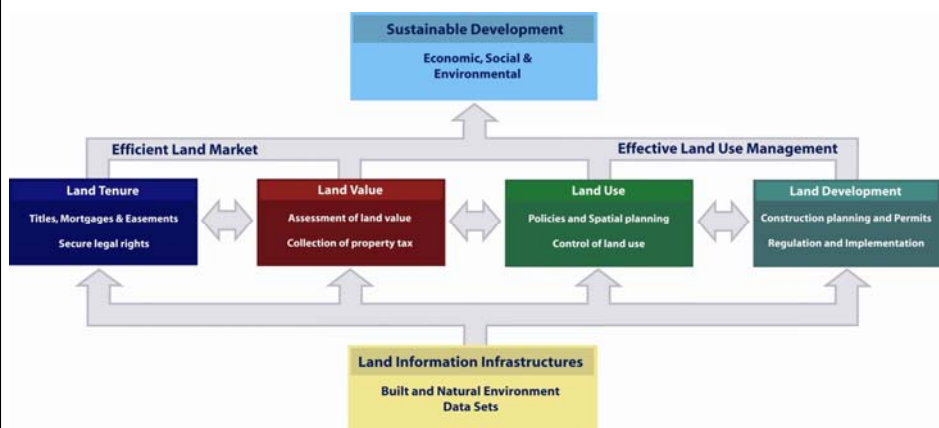 Sustainable Development
Economic, Social &
Environmental
Efficient Land Market
Effective Land Use Management
Land Tenure
Titles, Mortgages & Easements
Secure legal rights
Land Value
Assessment of land value
Collection of property tax
Land Use
Policies and Spatial planning
Control of land use
Land Development
Construction planning and Permits
Regulation and Implementation
Land Information Infrastructures
Built and Natural Environment
Data Sets